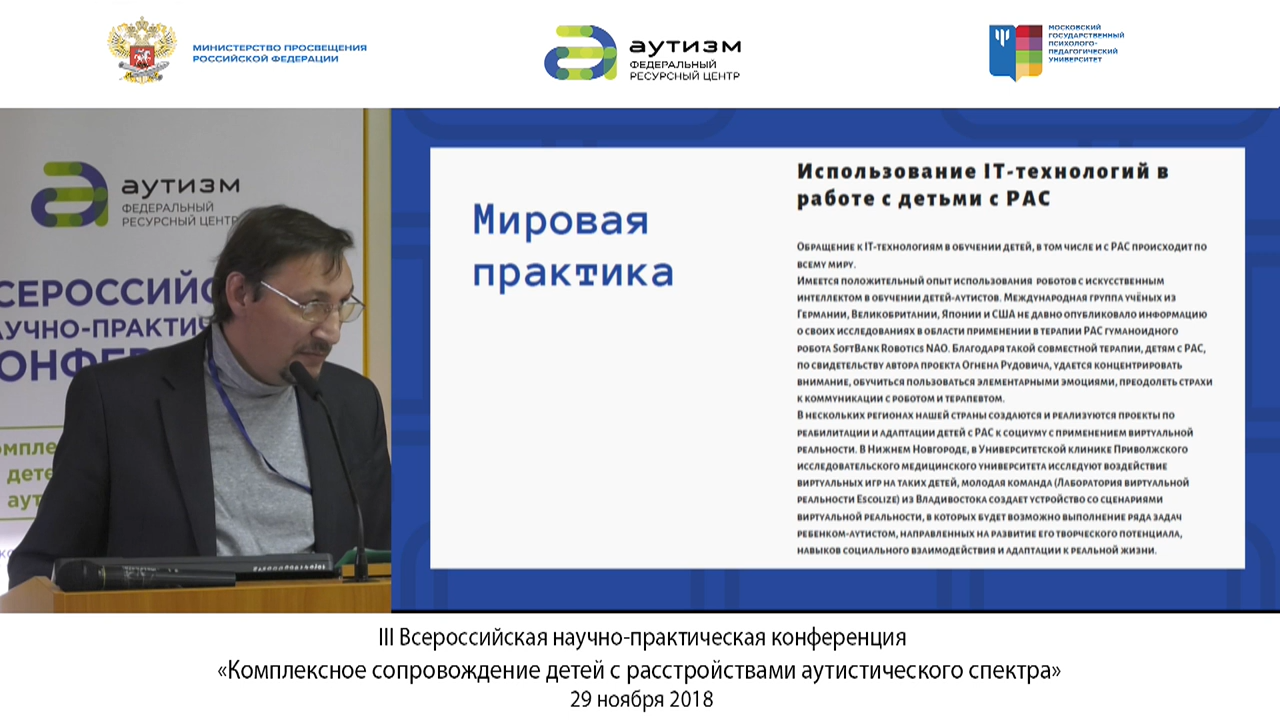 МИНИСТЕРСТВО ПРОСВЕЩЕНИЯ
РОССИЙСКОЙ ФЕДЕРАЦИИ
аутизм
ФЕДЕРАЛЬНЫЙ
РЕСУРСНЫЙ ЦЕНТР
МОСКОВСКИЙ
ГОСУДАРСТВЕННЫЙ
ПСИХОЛОГО-
ПЕДАГОГИЧЕСКИЙ
УНИВЕРСИТЕТ
аутизм
ФЕДЕРАЛЬНЫЙ
РЕСУРСНЫЙ ЦЕНТР
СЕРОССИЙС
АУЧНО-ПРАКТИЧ
ОНФЕР
омпле
дете
аут
Мировая
практика
Использование IT-технологий в
работе с детьми с РАС
Обращение к IT-технологиям в обучении детей, в том числе и с РАС происходит по
всему миру.
Имеется положительный опыт использования роботов с искусственным
интеллектом в обучении детей-аутистов. Международная группа учёных из
Германии, Великобритании, Японии и США не давно опубликовало информацию
о своих исследованиях в области применении в терапии РАС гуманоидного
робота SoftBank Robotics NAO. Благодаря такой совместной терапии, детям с РАС,
по свидетельству автора проекта Огнена Рудовича, удается концентрировать
внимание, обучиться пользоваться элементарными эмоциями, преодолеть страхи
к коммуникации с роботом и терапевтом.
В нескольких регионах нашей страны создаются и реализуются проекты по
реабилитации и адаптации детей с РАС к социуму с применением виртуальной
реальности. В Нижнем Новгороде, в Университетской клинике Приволжского
исследовательского медицинского университета исследуют воздействие
виртуальных игр на таких детей, молодая команда (Лаборатория виртуальной
реальности Escolize) из Владивостока создает устройство со сценариями
виртуальной реальности, в которых будет возможно выполнение ряда задач
ребенком-аутистом, направленных на развитие его творческого потенциала,
навыков социального взаимодействия и адаптации к реальной жизни.
III Всероссийская научно-практическая конференция
«Комплексное сопровождение детей с расстройствами аутистического спектра»
29 ноября 2018